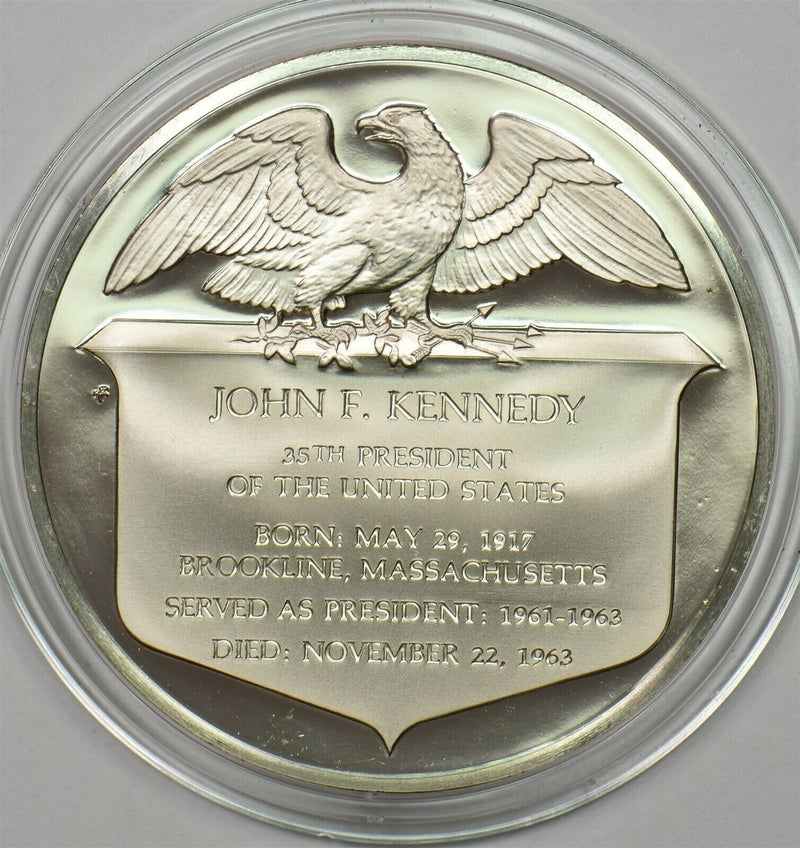 JOHN F. KENNEDY
35TH PRESIDENT
OF THE UNITED STATES
BORN: MAY 29, 1917
BROOKLINE, MASSACHUSETTS
SERVED AS PRESIDENT: 1961-1963
DIED: NOVEMBER 22, 1963